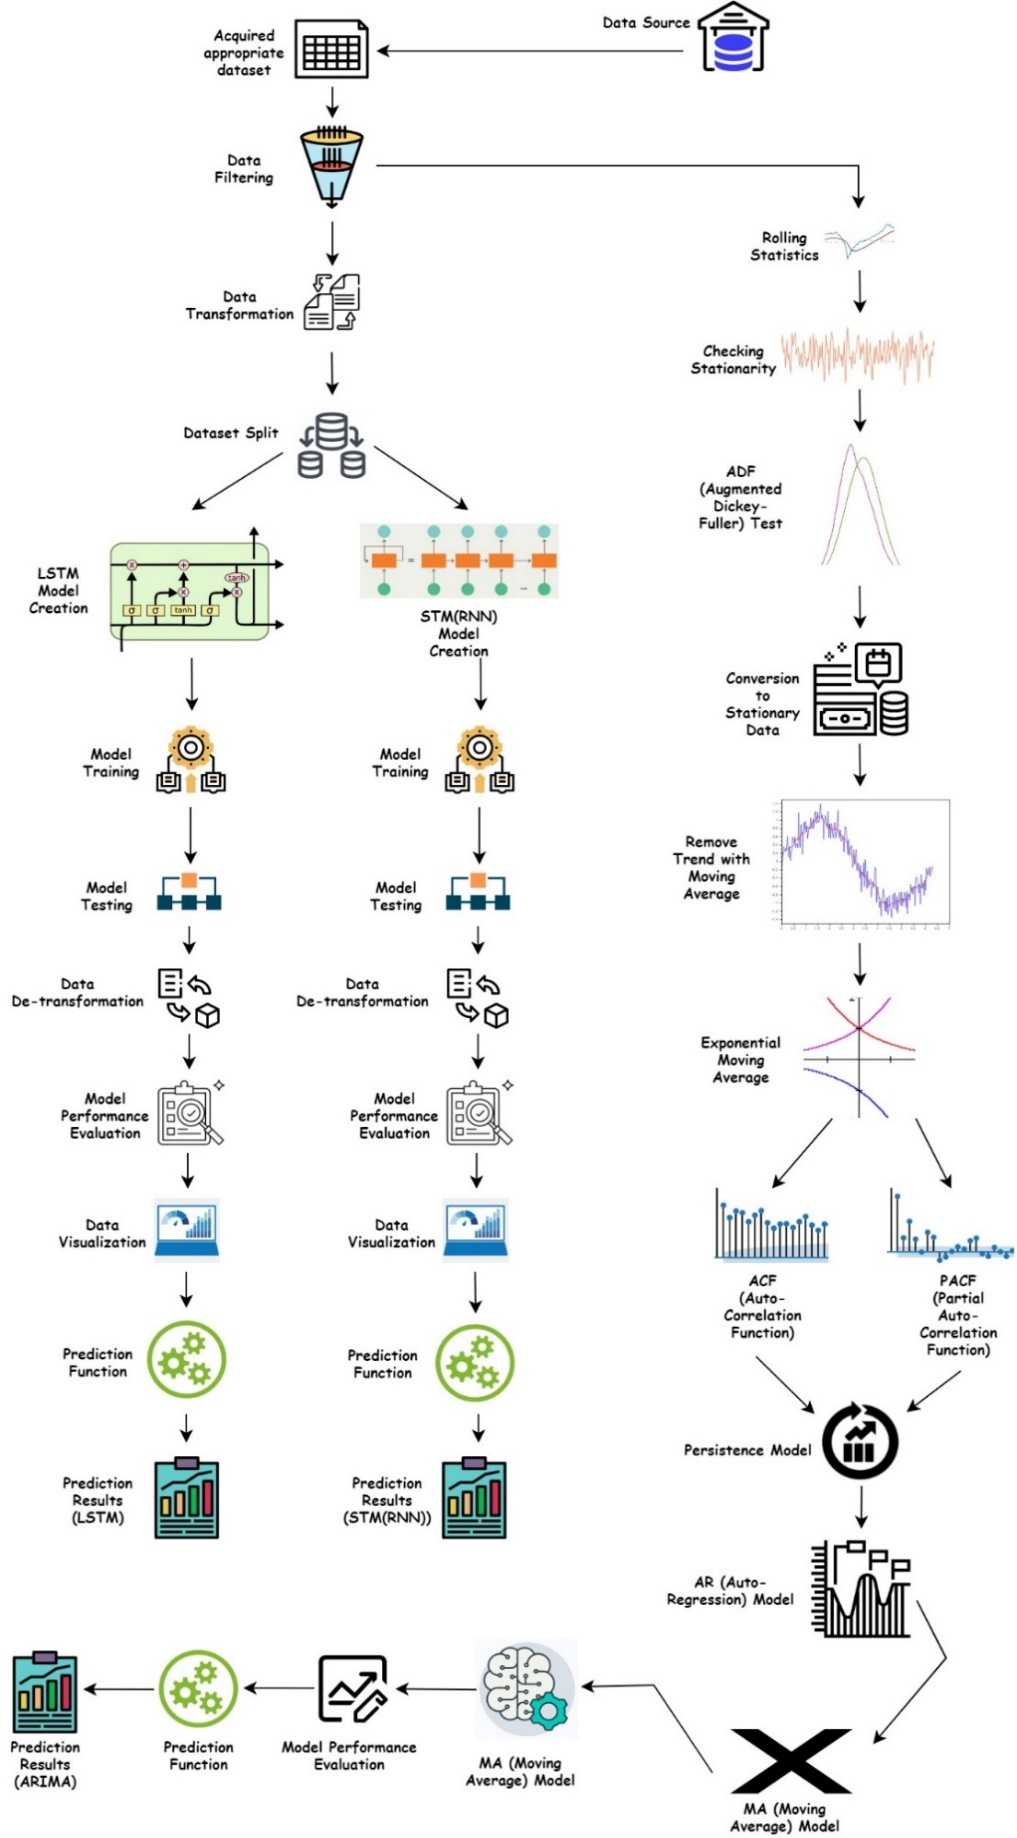 Data Source
Acquired
appropriate
dataset
Data
Filtering
Rolling
Statistics
Data
Transformation
Checking
Stationarity
Dataset Split
ADF
(Augmented
Dickey-
Fuller) Test
LSTM
Model
Creation
x
+
tanh
x
x
σ
σ
tanh
σ
=
...
STM(RNN)
Model
Creation
Conversion
to
Stationary
Data
Model
Training
Model
Training
Remove
Trend with
Moving
Average
Model
Testing
Model
Testing
Data
De-transformation
Data
De-transformation
Exponential
Moving
Average
Model
Performance
Evaluation
Model
Performance
Evaluation
Data
Visualization
Data
Visualization
ACF
(Auto-
Correlation
Function)
PACF
(Partial
Auto-
Correlation
Function)
Prediction
Function
Prediction
Function
Persistence Model
Prediction
Results
(LSTM)
Prediction
Results
(STM(RNN))
AR (Auto-
Regression) Model
Prediction
Results
(ARIMA)
Prediction
Function
Model Performance
Evaluation
MA (Moving
Average) Model
MA (Moving
Average) Model